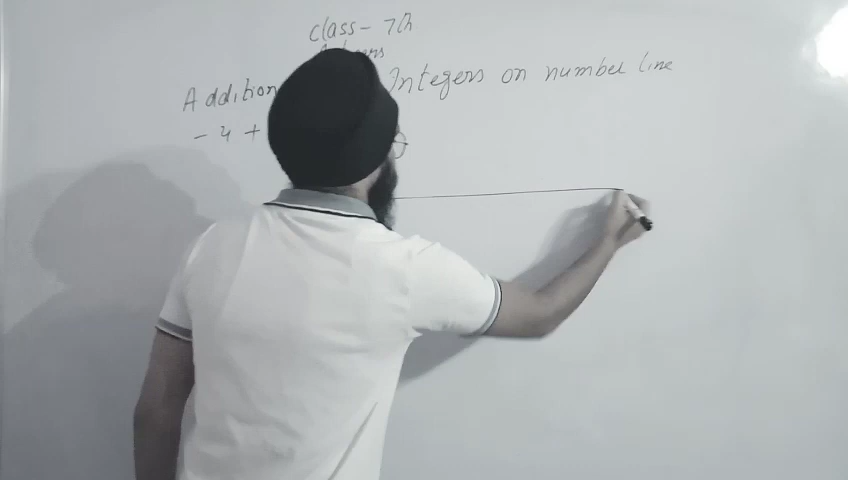 class - 7th
Addition Integers on number line
- 4 +